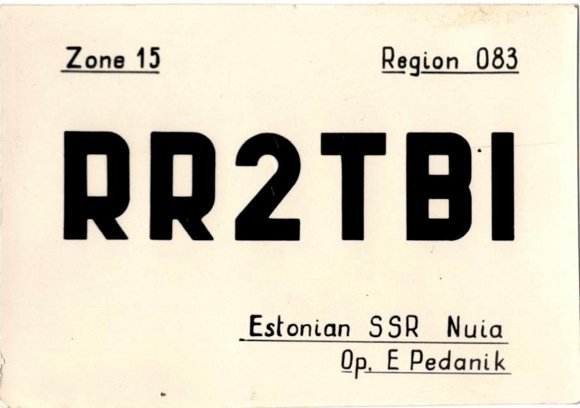 Zone 15 Region 083
RR2TBI
Estonian SSR Nuia
Op. E Pedanik